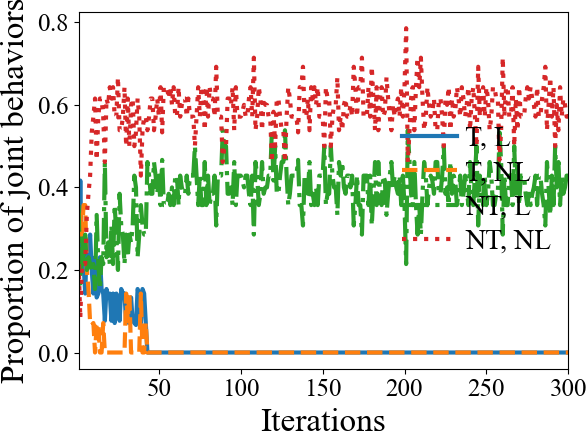 Proportion of joint behaviors
0.8
0.6
0.4
0.2
0.0
T, L
T, NL
NT, L
NT, NL
50 100 150 200 250 300
Iterations